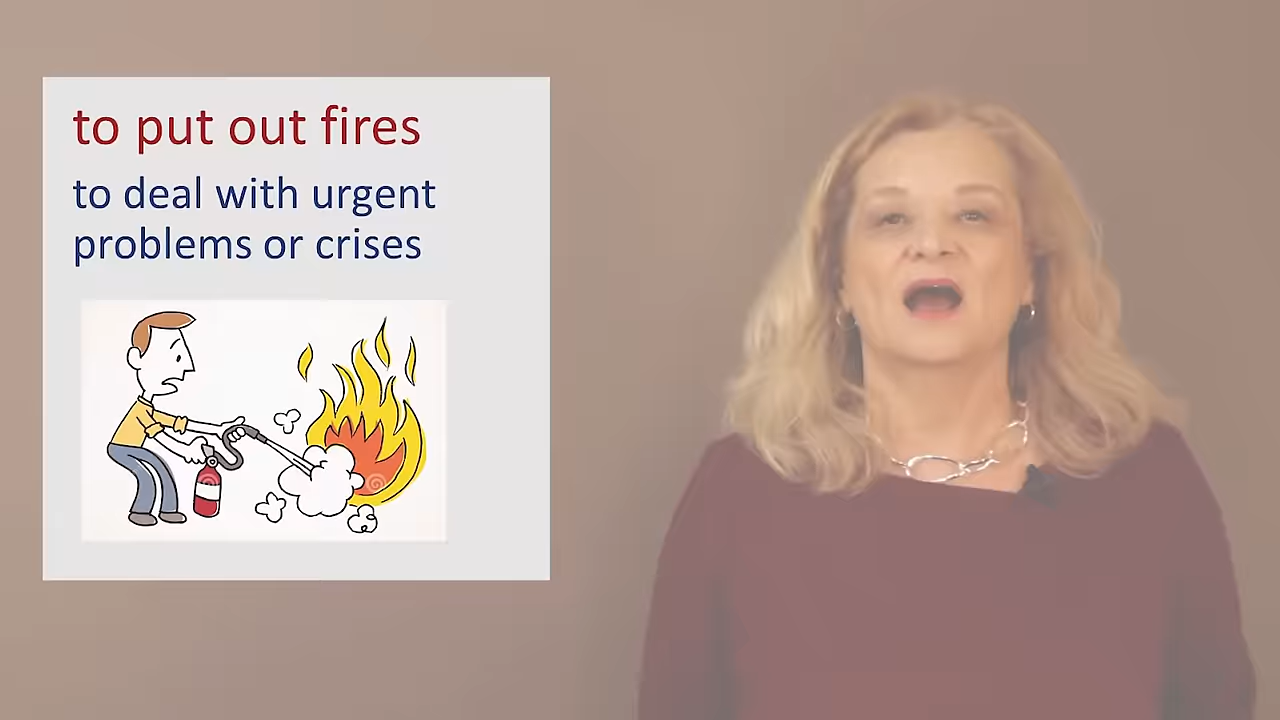 to put out fires
to deal with urgent
problems or crises